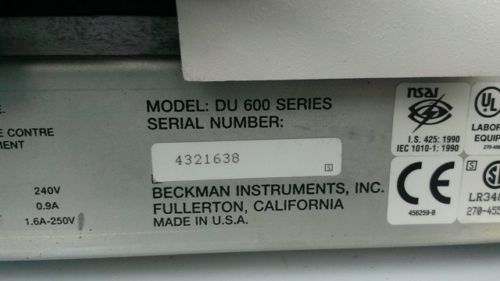 E.
E CONTRE
MENT
240V
0.9A
1.6A-250V
MODEL: DU 600 SERIES
SERIAL NUMBER:
4321638
S
BECKMAN INSTRUMENTS, INC.
FULLERTON, CALIFORNIA
MADE IN U.S.A.
nsai
I.S. 425: 1990
IEC 1010-1: 1990
CE
456259-B
UL
LABOR
EQUIP
S
LR348